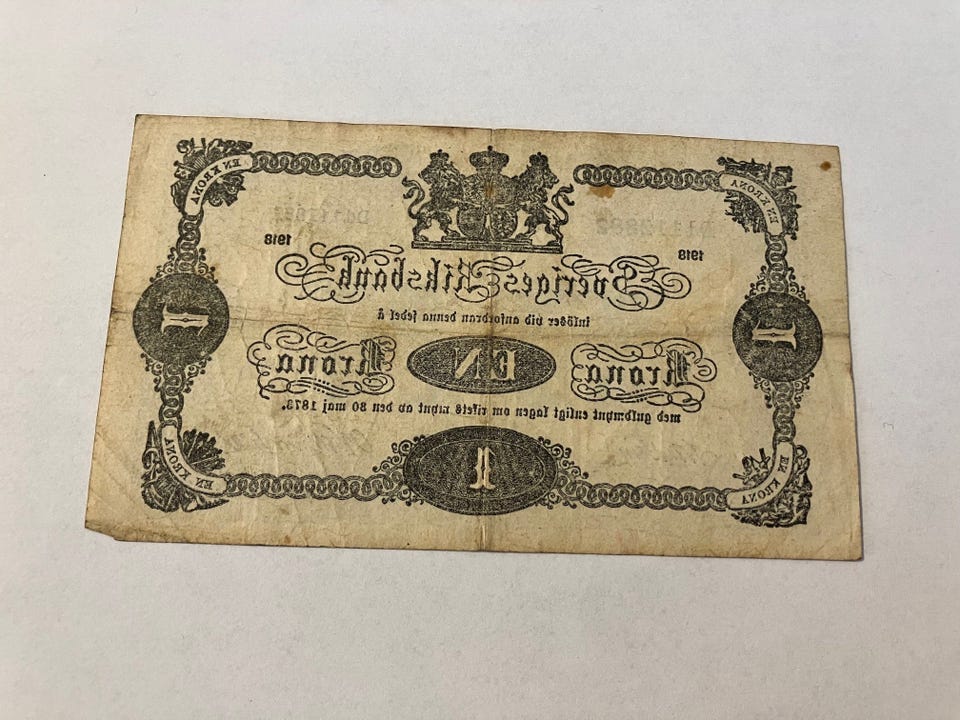 EN KRONA EN KRONA
1918 1918
Sveriges Riksbank
inlöser vid anfordran denna sedel å
1 1
Krona EN Krona
med guldmynt enligt lagen om rikets mynt av den 30 maj 1873.
1
EN KRONA EN KRONA